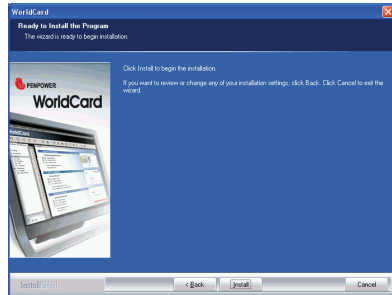 WorldCard
Ready to Install the Program
The wizard is ready to begin installation.
Click Install to begin the installation.
If you want to review or change any of your installation settings, click Back. Click Cancel to exit the
wizard.
PENPOWER
WorldCard
InstallShield
< Back
Install
Cancel